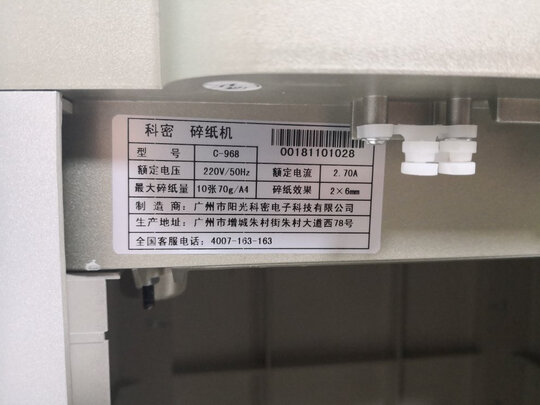 科密 碎纸机
00181101028
型 号 C-968
额定电压 220V/50Hz 额定电流 2.70A
最大碎纸量 10张70g/A4 碎纸效果 2×6mm
制 造 商：广州市阳光科密电子科技有限公司
生产地址：广州市增城朱村街朱村大道西78号
全国客服电话：4007-163-163